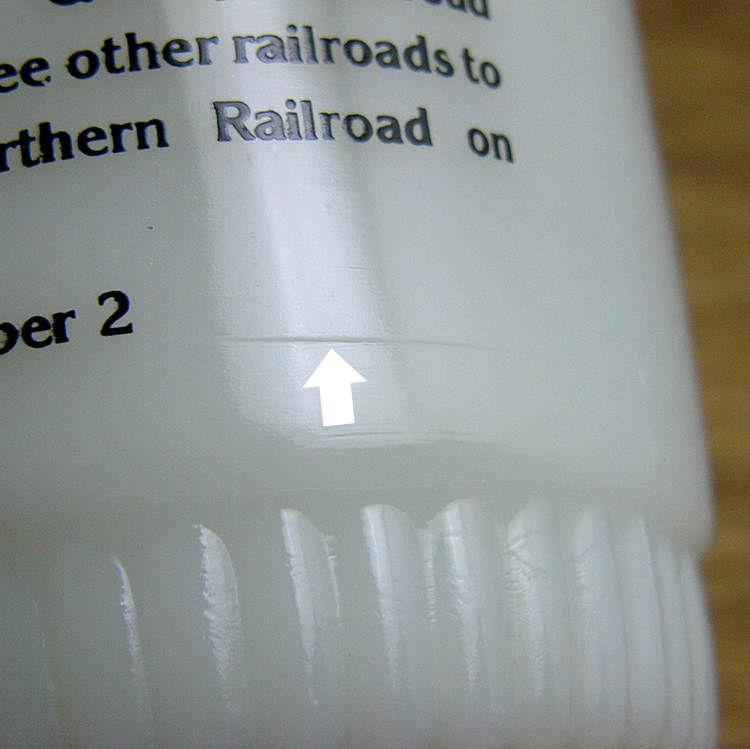 ee other railroads to
rthern Railroad on
ber 2